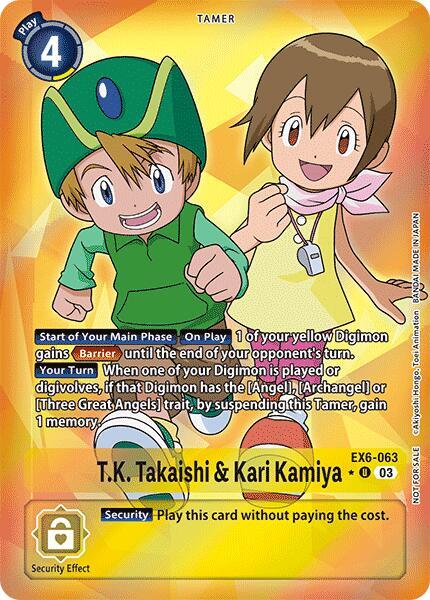 TAMER
Play
4
Start of Your Main Phase On Play 1 of your yellow Digimon
gains Barrier until the end of your opponent's turn.
Your Turn When one of your Digimon is played or
digivolves, if that Digimon has the [Angel], [Archangel] or
[Three Great Angels] trait, by suspending this Tamer, gain
1 memory.
EX6-063
T.K. Takaishi & Kari Kamiya ★ U 03
Security Play this card without paying the cost.
Security Effect
NOT FOR SALE ©Akiyoshi Hongo, Toei Animation BANDAI MADE IN JAPAN